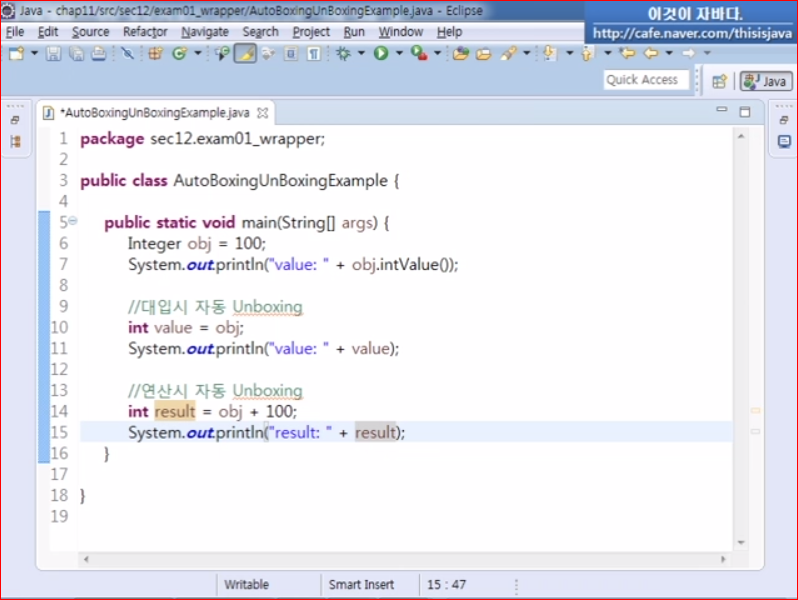 Java - chap11/src/sec12/exam01_wrapper/AutoBoxingUnBoxingExample.java - Eclipse
이것이 자바다.
http://cafe.naver.com/thisisjava
File Edit Source Refactor Navigate Search Project Run Window Help
Quick Access
Java
*AutoBoxingUnBoxingExample.java
1 package sec12.exam01_wrapper;
2
3 public class AutoBoxingUnBoxingExample {
4
5 public static void main(String[] args) {
6 Integer obj = 100;
7 System.out.println("value: " + obj.intValue());
8
9 //대입시 자동 Unboxing
10 int value = obj;
11 System.out.println("value: " + value);
12
13 //연산시 자동 Unboxing
14 int result = obj + 100;
15 System.out.println("result: " + result);
16 }
17
18 }
19
Writable Smart Insert 15 : 47